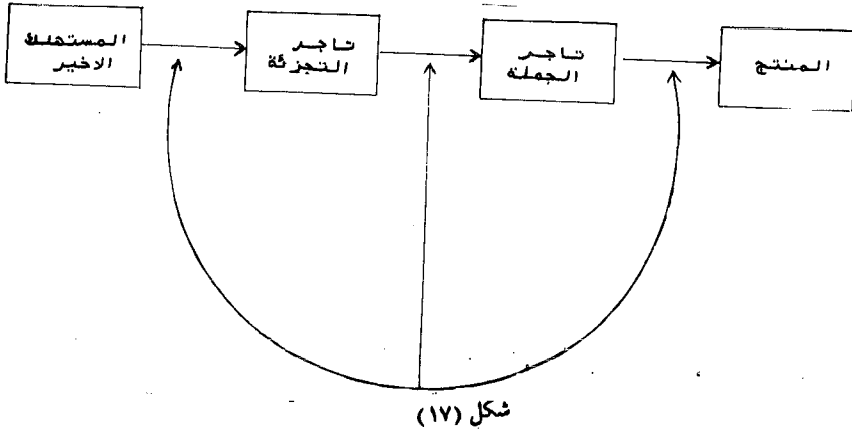 المستهلك
الاخير
تاجر
التجزئة
تاجر
الجملة
المنتج
شكل (١٧)